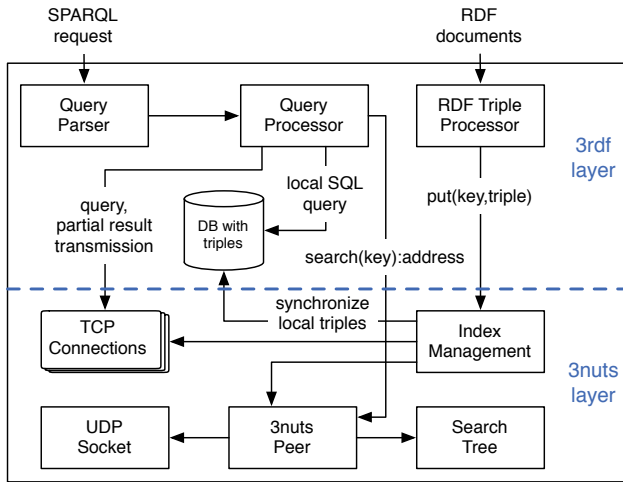 SPARQL
request
RDF
documents
Query
Parser
Query
Processor
RDF Triple
Processor
3rdf
layer
query,
partial result
transmission
DB with
triples
local SQL
query
put(key,triple)
search(key):address
synchronize
local triples
TCP
Connections
Index
Management
3nuts
layer
UDP
Socket
3nuts
Peer
Search
Tree